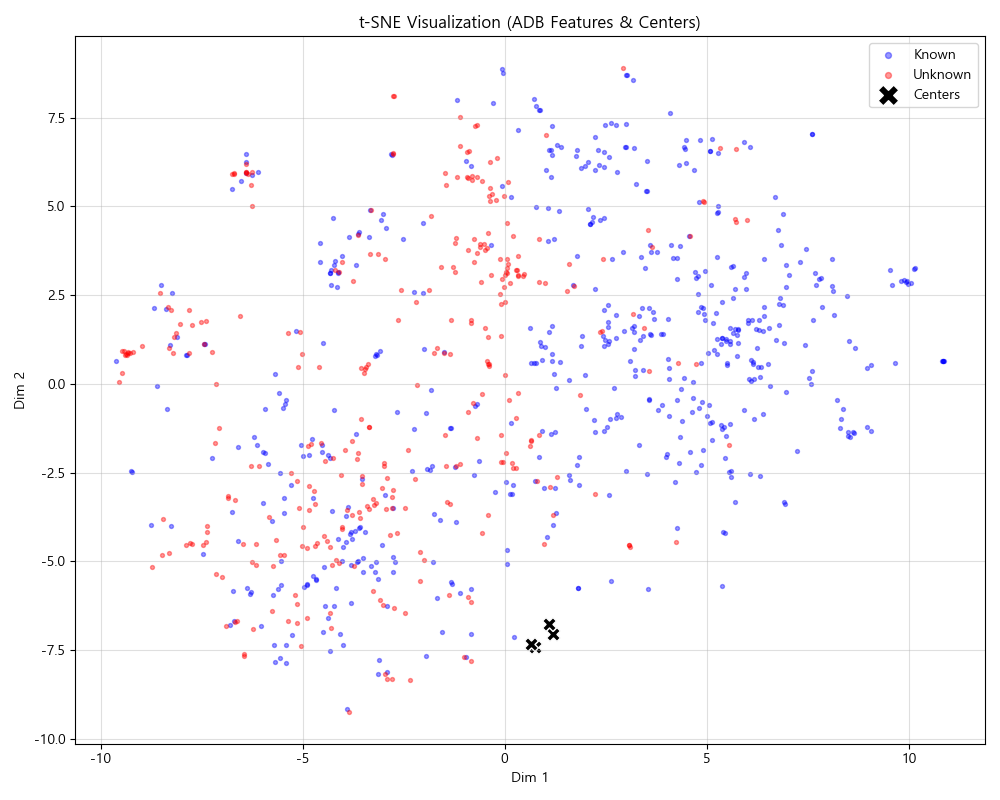 t-SNE Visualization (ADB Features & Centers)
Known
Unknown
Centers
7.5
5.0
2.5
0.0
-2.5
-5.0
-7.5
-10.0
Dim 2
-10
-5
0
5
10
Dim 1